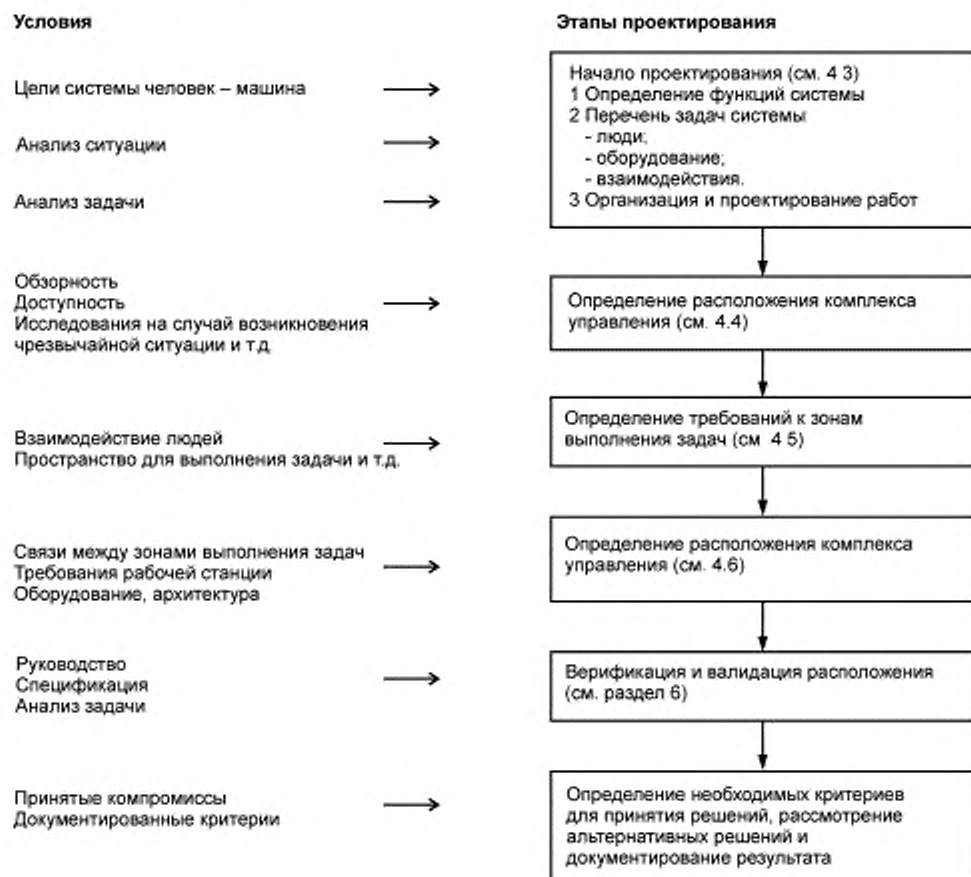 Условия
Этапы проектирования
Цели системы человек – машина
Анализ ситуации
Анализ задачи
Начало проектирования (см. 4 3)
1 Определение функций системы
2 Перечень задач системы
- люди;
- оборудование;
- взаимодействия.
3 Организация и проектирование работ
Обзорность
Доступность
Исследования на случай возникновения
чрезвычайной ситуации и т.д
Определение расположения комплекса
управления (см. 4.4)
Взаимодействие людей
Пространство для выполнения задачи и т.д.
Определение требований к зонам
выполнения задач (см 4 5)
Связи между зонами выполнения задач
Требования рабочей станции
Оборудование, архитектура
Определение расположения комплекса
управления (см. 4.6)
Руководство
Спецификация
Анализ задачи
Верификация и валидация расположения
(см. раздел 6)
Принятые компромиссы
Документированные критерии
Определение необходимых критериев
для принятия решений, рассмотрение
альтернативных решений и
документирование результата